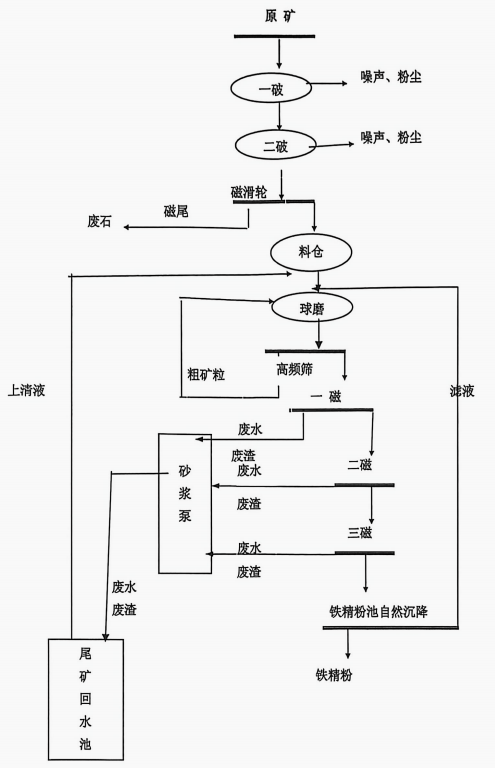 原 矿
一破
噪声、粉尘
二破
噪声、粉尘
磁滑轮
磁尾
废石
料仓
球磨
高频筛
粗矿粒
上清液
滤液
一 磁
废水
废渣
二磁
废水
废渣
砂
浆
泵
三磁
废水
废渣
废水
废渣
铁精粉池自然沉降
铁精粉
尾
矿
回
水
池